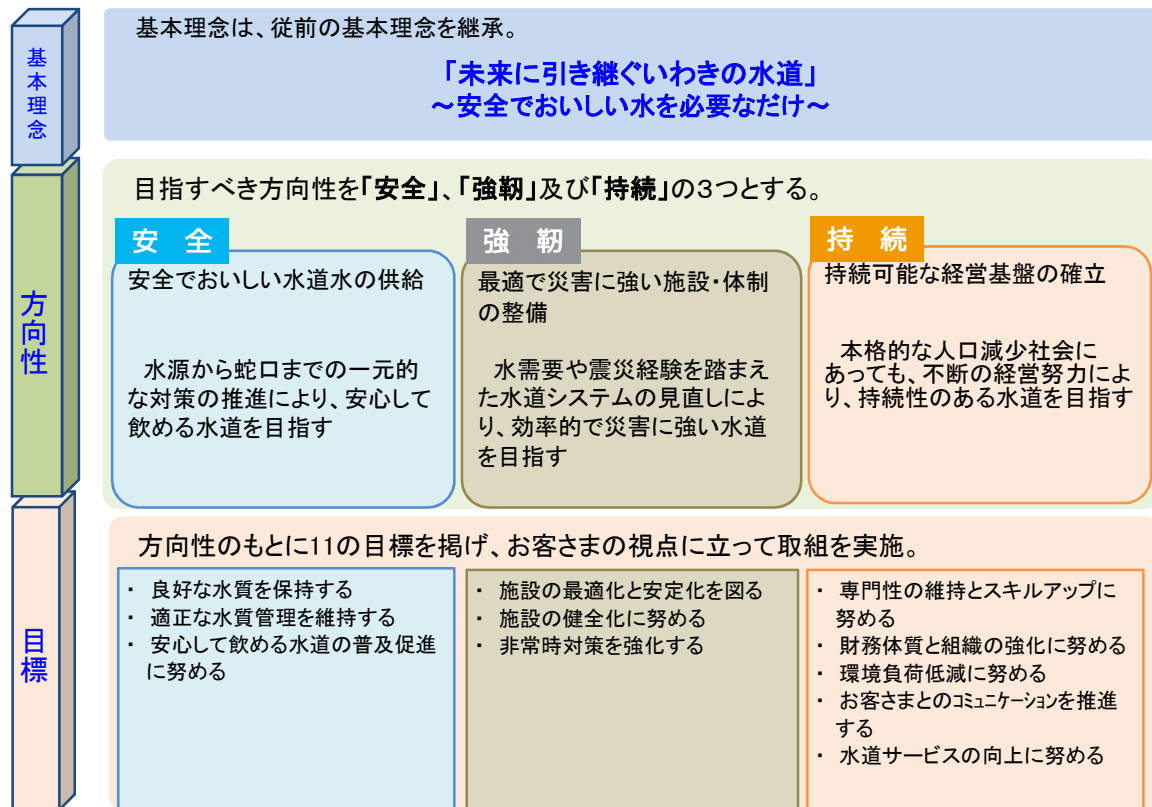 基本理念
基本理念は、従前の基本理念を継承。
「未来に引き継ぐいわきの水道」
～安全でおいしい水を必要なだけ～
方向性
目指すべき方向性を「安全」、「強靭」及び「持続」の３つとする。
安　全
安全でおいしい水道水の供給
水源から蛇口までの一元的
な対策の推進により、安心して
飲める水道を目指す
強　靭
最適で災害に強い施設・体制
の整備
水需要や震災経験を踏まえ
た水道システムの見直しによ
り、効率的で災害に強い水道
を目指す
持　続
持続可能な経営基盤の確立
本格的な人口減少社会に
あっても、不断の経営努力によ
り、持続性のある水道を目指す
目標
方向性のもとに11の目標を掲げ、お客さまの視点に立って取組を実施。
・ 良好な水質を保持する
・ 適正な水質管理を維持する
・ 安心して飲める水道の普及促進
に努める
・ 施設の最適化と安定化を図る
・ 施設の健全化に努める
・ 非常時対策を強化する
・ 専門性の維持とスキルアップに
努める
・ 財務体質と組織の強化に努める
・ 環境負荷低減に努める
・ お客さまとのｺﾐｭﾆｹｰｼｮﾝを推進
する
・ 水道サービスの向上に努める